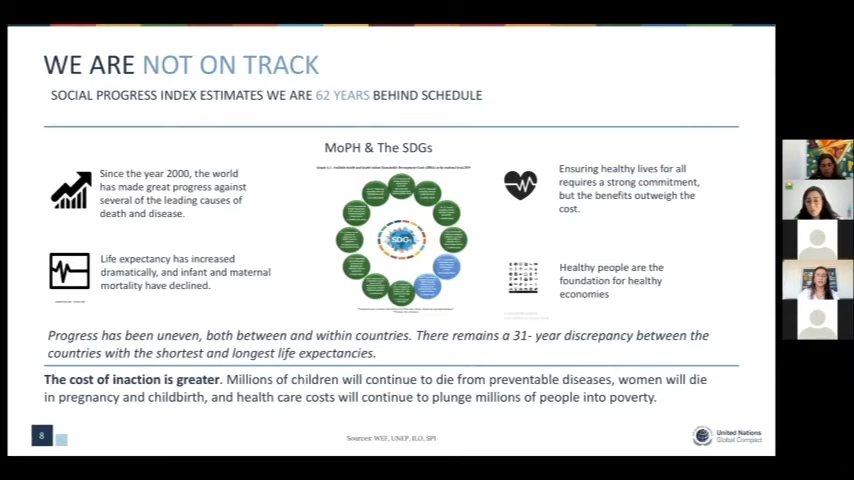 WE ARE NOT ON TRACK
SOCIAL PROGRESS INDEX ESTIMATES WE ARE 62 YEARS BEHIND SCHEDULE
MoPH & The SDGs
Since the year 2000, the world
has made great progress against
several of the leading causes of
death and disease.
Life expectancy has increased
dramatically, and infant and maternal
mortality have declined.
SDGs
Ensuring healthy lives for all
requires a strong commitment,
but the benefits outweigh the
cost.
Healthy people are the
foundation for healthy
economies
Progress has been uneven, both between and within countries. There remains a 31- year discrepancy between the
countries with the shortest and longest life expectancies.
The cost of inaction is greater. Millions of children will continue to die from preventable diseases, women will die
in pregnancy and childbirth, and health care costs will continue to plunge millions of people into poverty.
8
Sources: WEF, UNEP, ILO, SPI
United Nations
Global Compact